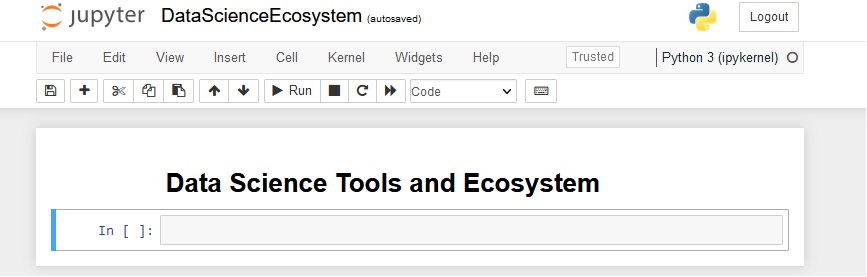 jupyter DataScienceEcosystem (autosaved) Logout
File Edit View Insert Cell Kernel Widgets Help Trusted Python 3 (ipykernel)
Run Code
Data Science Tools and Ecosystem
In [ ]: